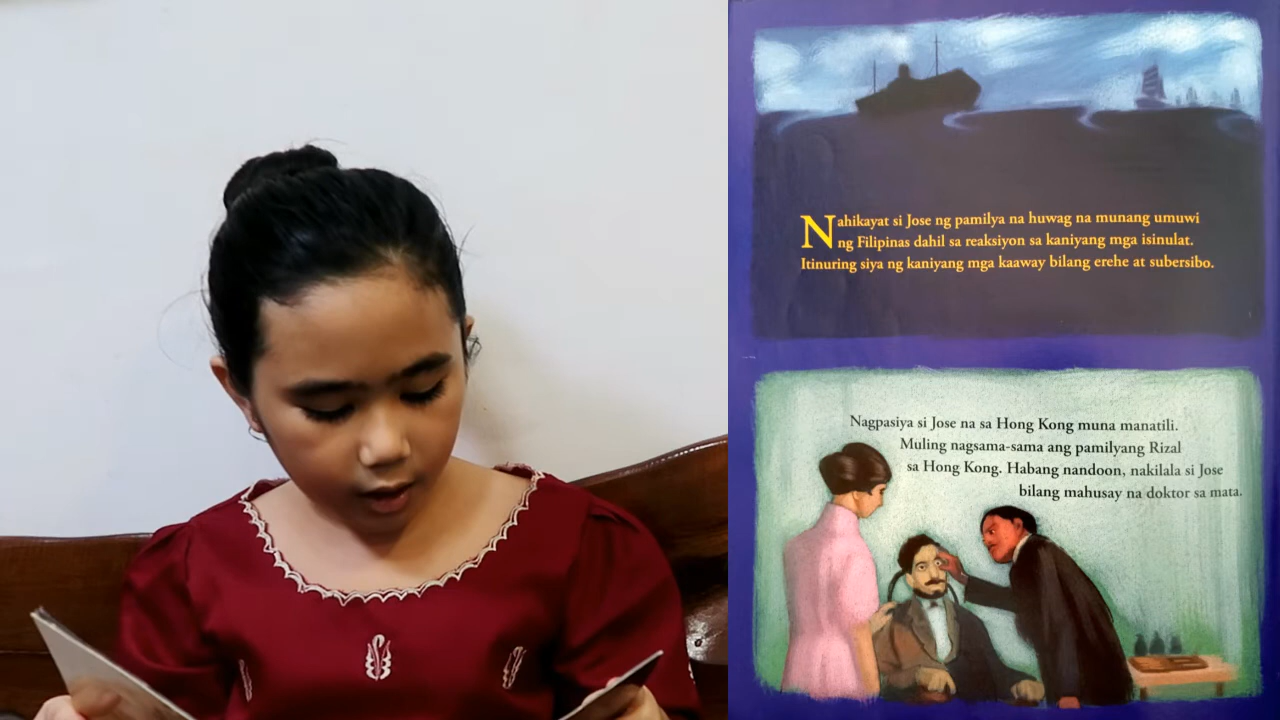 Nahikayat si Jose ng pamilya na huwag na munang umuwi
ng Filipinas dahil sa reaksiyon sa kaniyang mga isinulat.
Itinuring siya ng kaniyang mga kaaway bilang erehe at subersibo.
Nagpasiya si Jose na sa Hong Kong muna manatili.
Muling nagsama-sama ang pamilyang Rizal
sa Hong Kong. Habang nandoon, nakilala si Jose
bilang mahusay na doktor sa mata.